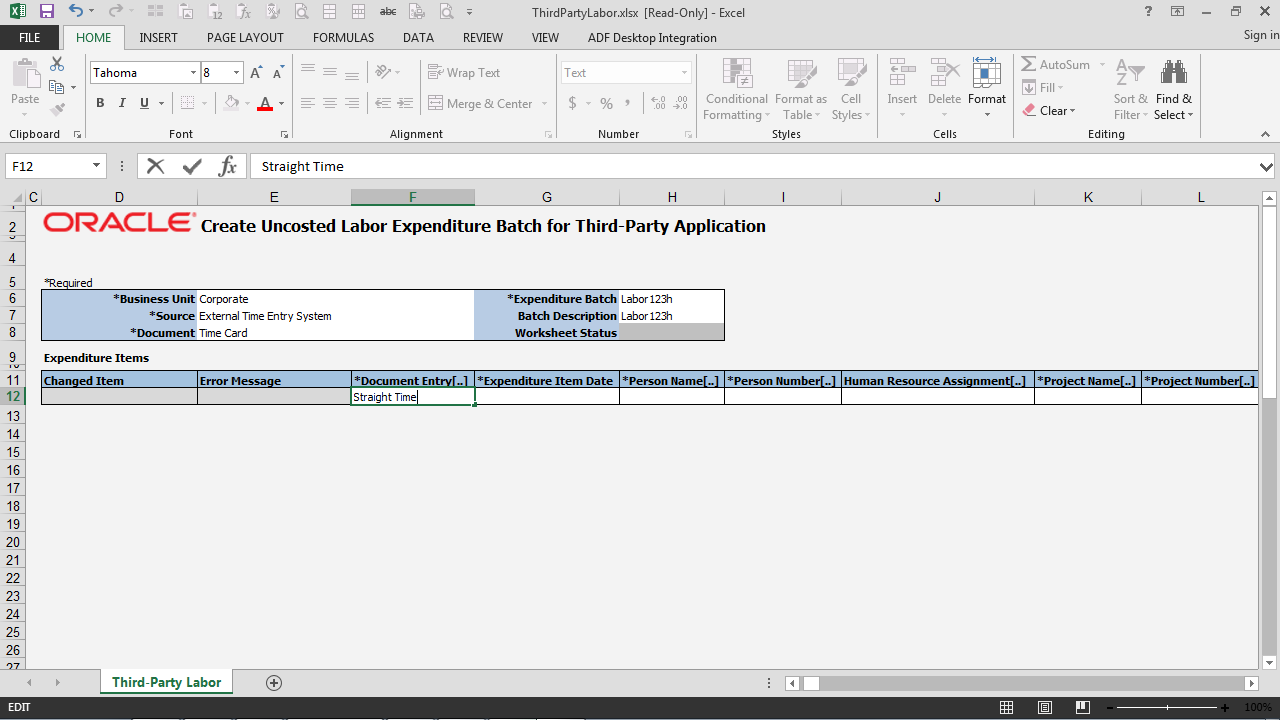 ThirdPartyLabor.xlsx [Read-Only] - Excel
FILE HOME INSERT PAGE LAYOUT FORMULAS DATA REVIEW VIEW ADF Desktop Integration Sign in
Paste
Clipboard
Tahoma 8
B I U A
Font
Wrap Text
Merge & Center
Alignment
Text
$ % ,
Number
Conditional Formatting
Format as Table
Cell Styles
Styles
Insert Delete Format
Cells
AutoSum
Fill
Clear
Sort & Filter
Find & Select
Editing
F12 fx Straight Time
C D E F G H I J K L
2 ORACLE Create Uncosted Labor Expenditure Batch for Third-Party Application
4
5 *Required
6 *Business Unit Corporate *Expenditure Batch Labor123h
7 *Source External Time Entry System Batch Description Labor123h
8 *Document Time Card Worksheet Status
9 Expenditure Items
11 Changed Item Error Message *Document Entry[..] *Expenditure Item Date *Person Name[..] *Person Number[..] Human Resource Assignment[..] *Project Name[..] *Project Number[..]
12 Straight Time
13
14
15
16
17
18
19
20
21
22
23
24
25
26
27
Third-Party Labor
EDIT 100%